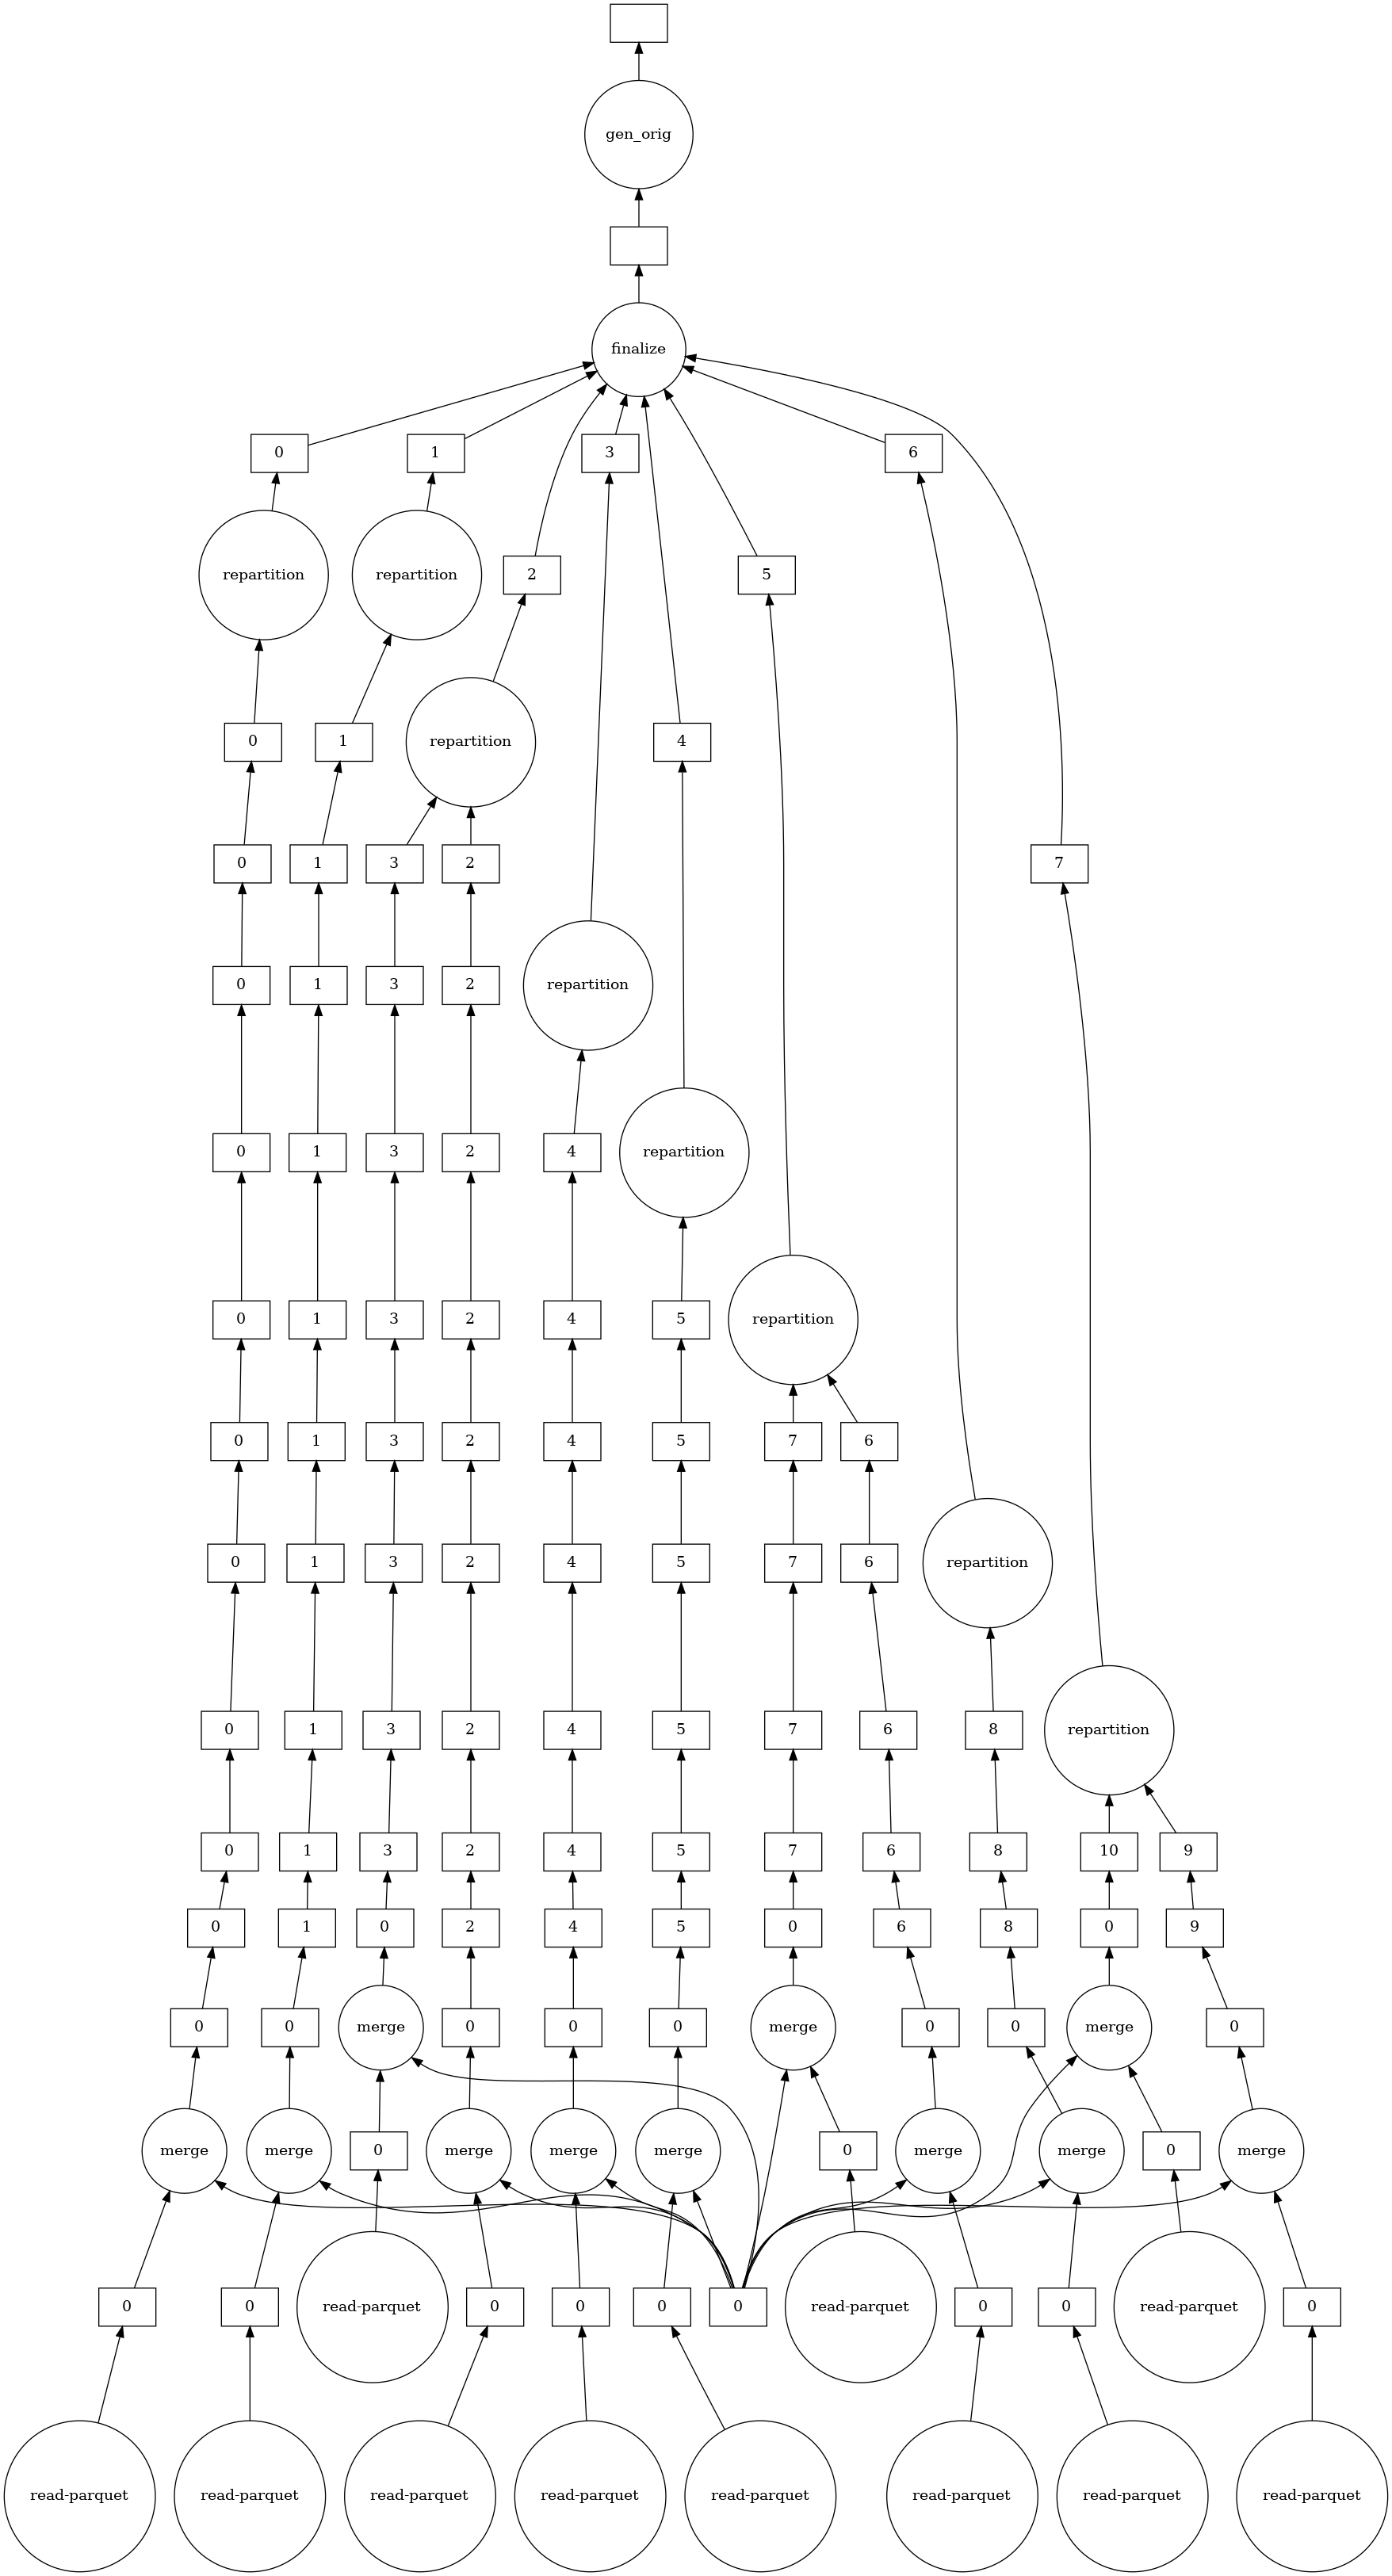 gen_orig
finalize
0 1 3 6
repartition repartition 2 5
0 1 repartition 4
0 1 3 2 7
0 1 3 2 repartition
0 1 3 2 4 repartition
0 1 3 2 4 5 repartition
0 1 3 2 4 5 7 6
0 1 3 2 4 5 7 6 repartition
0 1 3 2 4 5 7 6 8 repartition
0 1 3 2 4 5 7 6 8 10 9
0 1 0 2 4 5 0 6 8 0 9
0 0 merge 0 0 0 merge 0 0 merge 0
merge merge 0 merge merge merge 0 merge merge 0 merge
0 0 read-parquet 0 0 0 0 read-parquet 0 0 read-parquet 0
read-parquet read-parquet read-parquet read-parquet read-parquet read-parquet read-parquet read-parquet